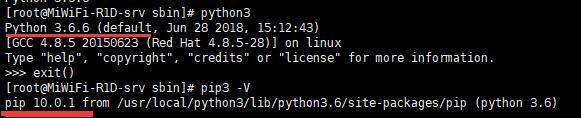 [root@MiWiFi-R1D-srv sbin]# python3
Python 3.6.6 (default, Jun 28 2018, 15:12:43)
[GCC 4.8.5 20150623 (Red Hat 4.8.5-28)] on linux
Type "help", "copyright", "credits" or "license" for more information.
>>> exit()
[root@MiWiFi-R1D-srv sbin]# pip3 -V
pip 10.0.1 from /usr/local/python3/lib/python3.6/site-packages/pip (python 3.6)